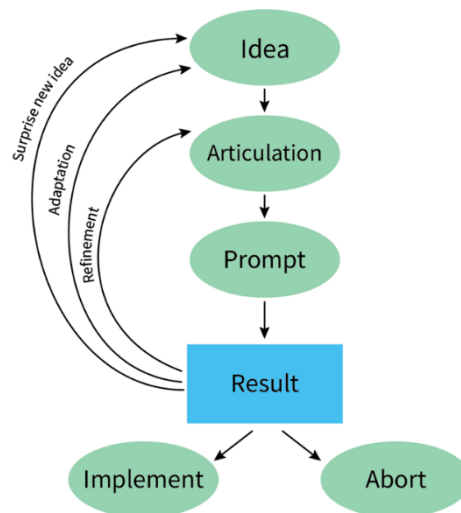 Idea
Surprise new idea
Adaptation
Articulation
Refinement
Prompt
Result
Implement
Abort